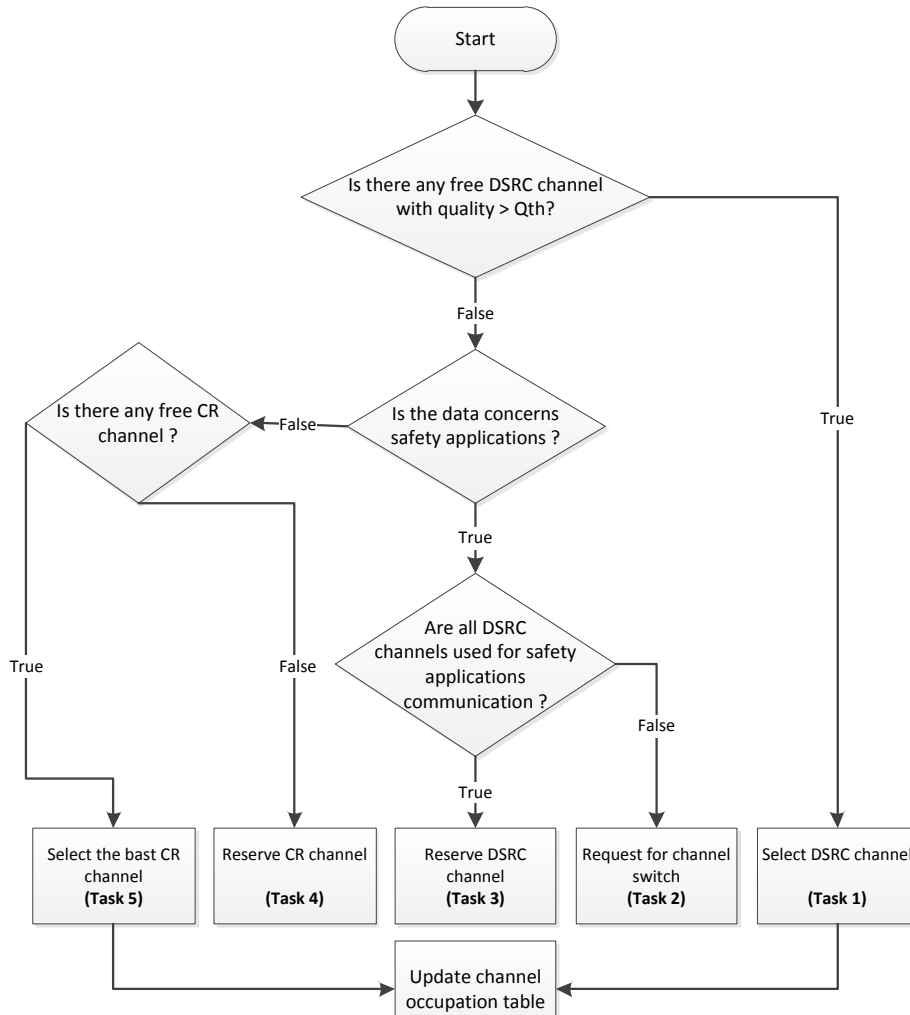 Start
Is there any free DSRC channel
with quality > Qth?
False
True
Is the data concerns
safety applications ?
False
Is there any free CR
channel ?
True
Are all DSRC
channels used for safety
applications
communication ?
True
False
False
True
Select the bast CR
channel
(Task 5)
Reserve CR channel
(Task 4)
Reserve DSRC
channel
(Task 3)
Request for channel
switch
(Task 2)
Select DSRC channel
(Task 1)
Update channel
occupation table